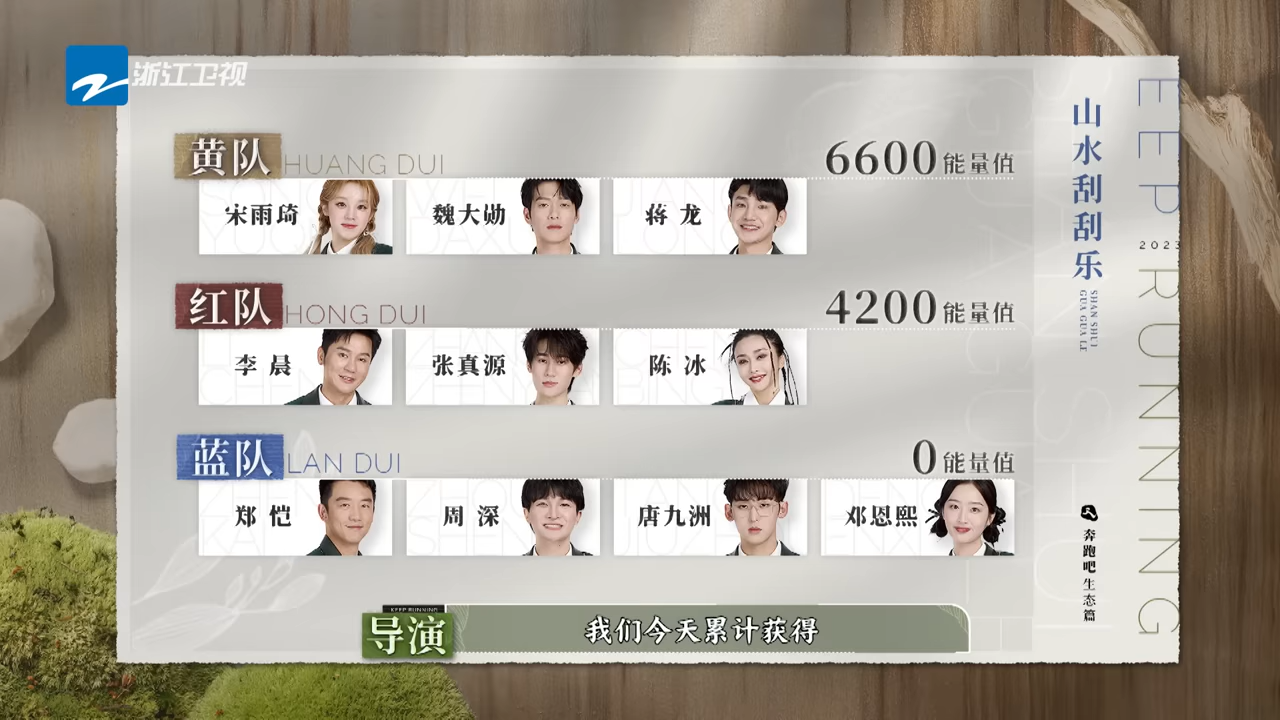 浙江卫视
黄队 HUANG DUI 6600能量值
宋雨琦 魏大勋 蒋龙
红队 HONG DUI 4200能量值
李晨 张真源 陈冰
蓝队 LAN DUI 0能量值
郑恺 周深 唐九洲 邓恩熙
KEEP RUNNING
导演 我们今天累计获得
山水刮刮乐
SHAN SHUI
GUA GUA LE
奔跑吧 生态篇
EEP
2023
RUNNING